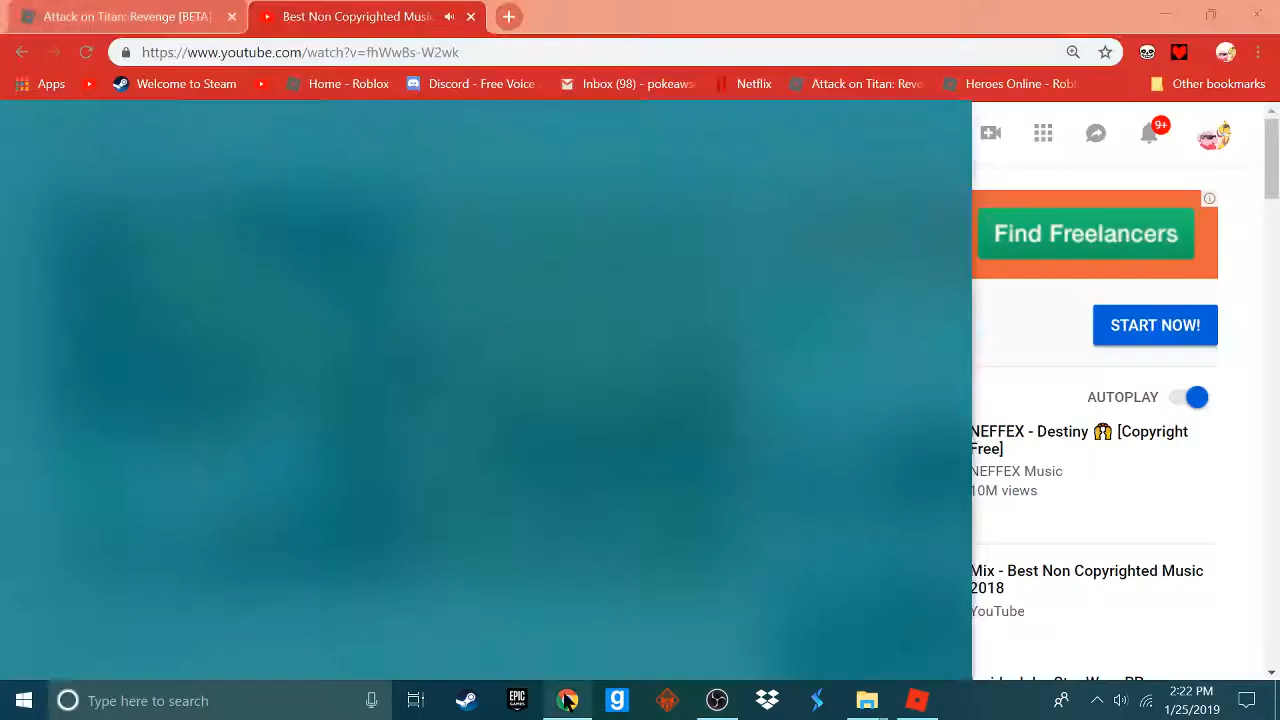 Attack on Titan: Revenge [BETA]
Best Non Copyrighted Music
https://www.youtube.com/watch?v=fhWwBs-W2wk
Apps
Welcome to Steam
Home - Roblox
Discord - Free Voice
Inbox (98) - pokeaws
Netflix
Attack on Titan: Revo
Heroes Online - Robl
Other bookmarks
9+
Find Freelancers
START NOW!
AUTOPLAY
NEFFEX - Destiny [Copyright
Free]
NEFFEX Music
10M views
Mix - Best Non Copyrighted Music
2018
YouTube
Type here to search
EPIC
GAMES
2:22 PM
1/25/2019